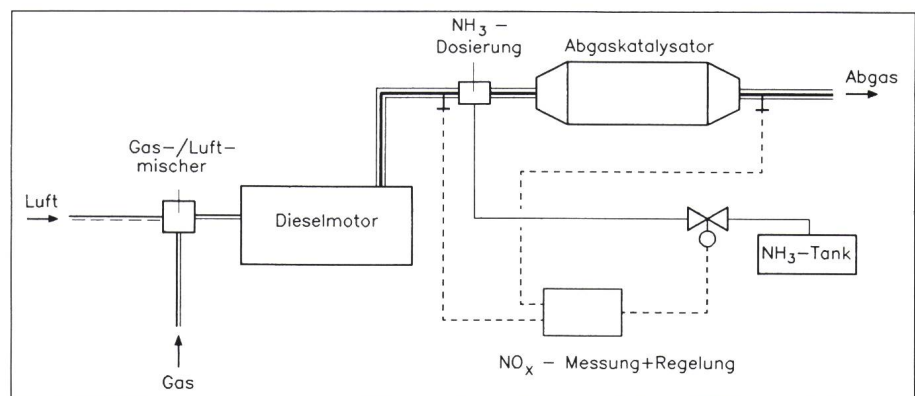 NH₃ –
Dosierung
Abgaskatalysator
Abgas
Gas-/Luft-
mischer
Luft
Dieselmotor
NH₃-Tank
NOₓ – Messung+Regelung
Gas